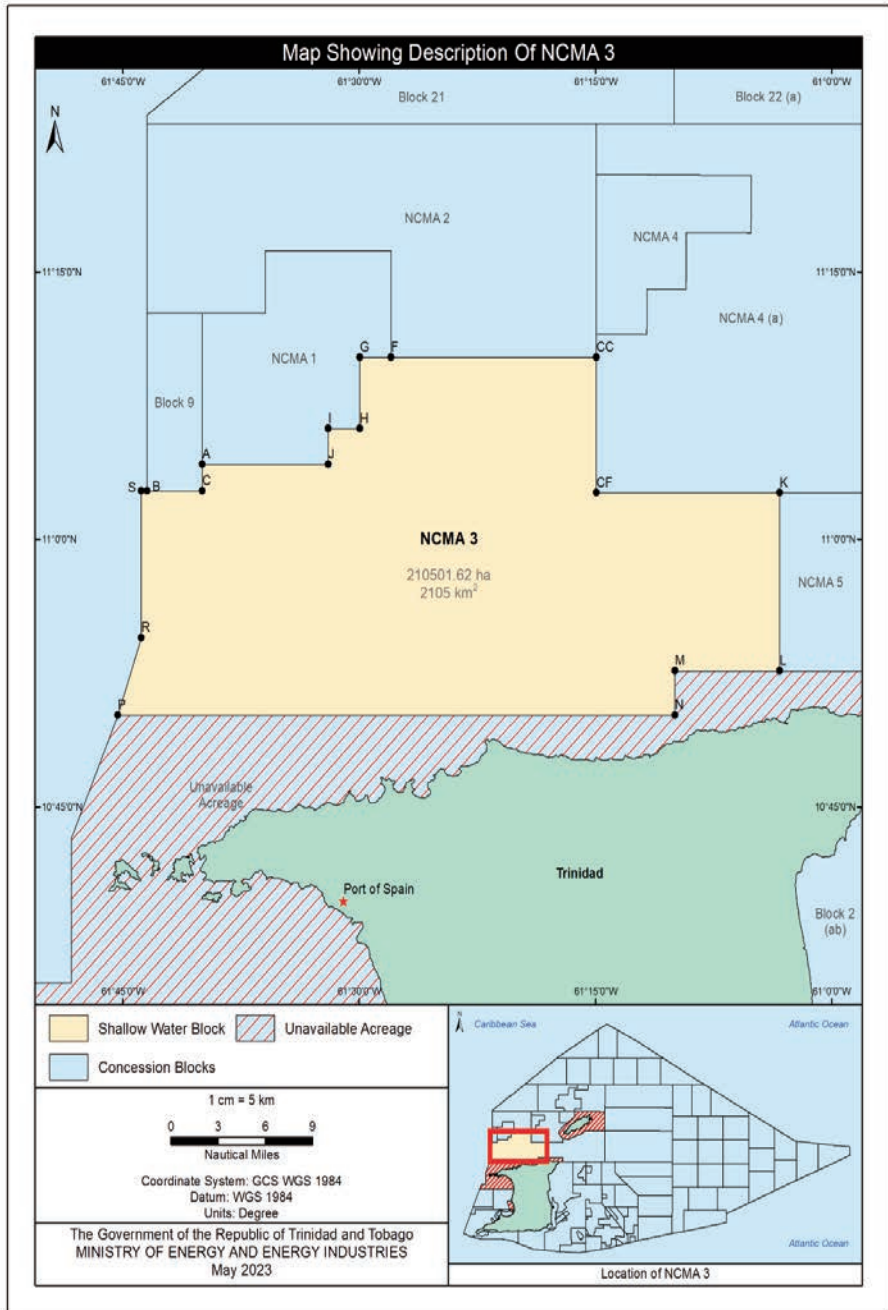 Map Showing Description Of NCMA 3
61°45'0"W
61°30'0"W
61°15'0"W
61°0'0"W
Block 21
Block 22 (a)
N
NCMA 2
NCMA 4
11°15'0"N
11°15'0"N
NCMA 4 (a)
G
F
CC
NCMA 1
Block 9
I
H
A
J
C
S
B
CF
K
11°0'0"N
NCMA 3
11°0'0"N
210501.62 ha
2105 km²
NCMA 5
R
M
L
P
N
Unavailable
Acreage
10°45'0"N
10°45'0"N
Trinidad
Port of Spain
Block 2
(ab)
61°45'0"W
61°30'0"W
61°15'0"W
61°0'0"W
Shallow Water Block
Unavailable Acreage
Concession Blocks
1 cm = 5 km
0
3
6
9
Nautical Miles
Coordinate System: GCS WGS 1984
Datum: WGS 1984
Units: Degree
The Government of the Republic of Trinidad and Tobago
MINISTRY OF ENERGY AND ENERGY INDUSTRIES
May 2023
N
Caribbean Sea
Atlantic Ocean
Atlantic Ocean
Location of NCMA 3